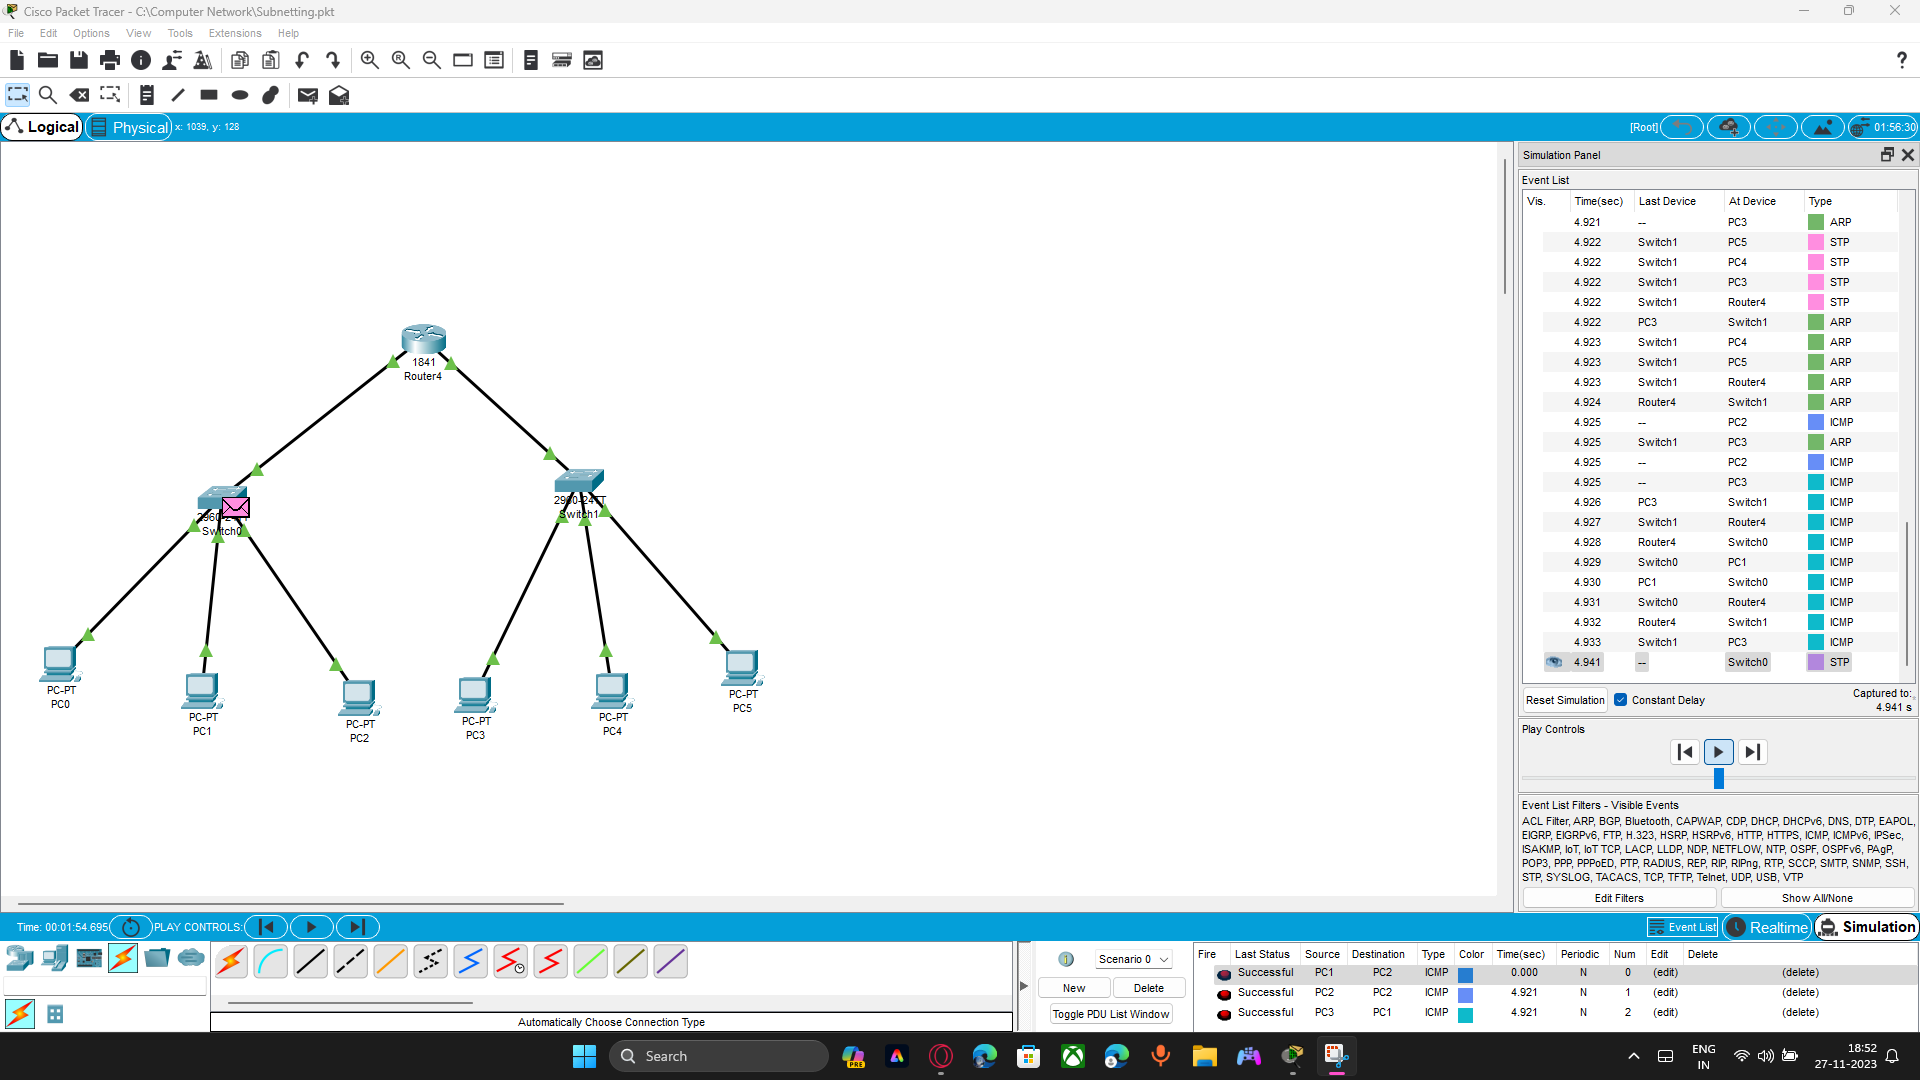 Cisco Packet Tracer - C:\Computer Network\Subnetting.pkt
File Edit Options View Tools Extensions Help
Logical Physical x: 1039, y: 128 [Root] 01:56:30
Simulation Panel
Event List
Vis. Time(sec) Last Device At Device Type
4.921 -- PC3 ARP
4.922 Switch1 PC5 STP
4.922 Switch1 PC4 STP
4.922 Switch1 PC3 STP
4.922 Switch1 Router4 STP
4.922 PC3 Switch1 ARP
4.923 Switch1 PC4 ARP
4.923 Switch1 PC5 ARP
4.923 Switch1 Router4 ARP
4.924 Router4 Switch1 ARP
4.925 -- PC2 ICMP
4.925 Switch1 PC3 ARP
4.925 -- PC2 ICMP
4.925 -- PC3 ICMP
4.926 PC3 Switch1 ICMP
4.927 Switch1 Router4 ICMP
4.928 Router4 Switch0 ICMP
4.929 Switch0 PC1 ICMP
4.930 PC1 Switch0 ICMP
4.931 Switch0 Router4 ICMP
4.932 Router4 Switch1 ICMP
4.933 Switch1 PC3 ICMP
4.941 -- Switch0 STP
Reset Simulation Constant Delay Captured to:
4.941 s
Play Controls
Event List Filters - Visible Events
ACL Filter, ARP, BGP, Bluetooth, CAPWAP, CDP, DHCP, DHCPv6, DNS, DTP, EAPOL,
EIGRP, EIGRPv6, FTP, H.323, HSRP, HSRPv6, HTTP, HTTPS, ICMP, ICMPv6, IPSec,
ISAKMP, IoT, IoT TCP, LACP, LLDP, NDP, NETFLOW, NTP, OSPF, OSPFv6, PAgP,
POP3, PPP, PPPoED, PTP, RADIUS, REP, RIP, RIPng, RTP, SCCP, SMTP, SNMP, SSH,
STP, SYSLOG, TACACS, TCP, TFTP, Telnet, UDP, USB, VTP
Edit Filters Show All/None
1841
Router4
Switch0
2960-24TT
Switch1
PC-PT
PC0
PC-PT
PC1
PC-PT
PC2
PC-PT
PC3
PC-PT
PC4
PC-PT
PC5
Time: 00:01:54.695 PLAY CONTROLS: Event List Realtime Simulation
Automatically Choose Connection Type
Scenario 0
New Delete
Toggle PDU List Window
Fire Last Status Source Destination Type Color Time(sec) Periodic Num Edit Delete
Successful PC1 PC2 ICMP 0.000 N 0 (edit) (delete)
Successful PC2 PC2 ICMP 4.921 N 1 (edit) (delete)
Successful PC3 PC1 ICMP 4.921 N 2 (edit) (delete)
Search PRE ENG
IN
18:52
27-11-2023